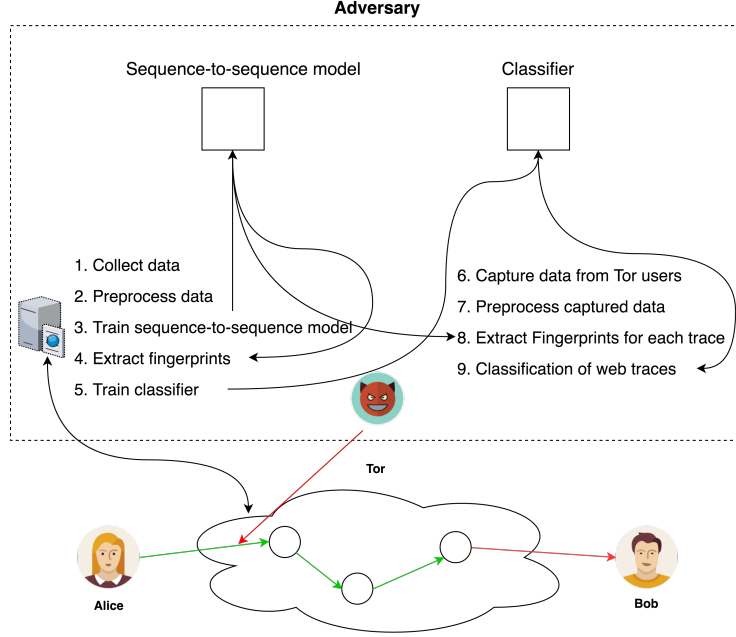 Adversary
Sequence-to-sequence model
Classifier
1. Collect data
2. Preprocess data
3. Train sequence-to-sequence model
4. Extract fingerprints
5. Train classifier
6. Capture data from Tor users
7. Preprocess captured data
8. Extract Fingerprints for each trace
9. Classification of web traces
Tor
Alice
Bob